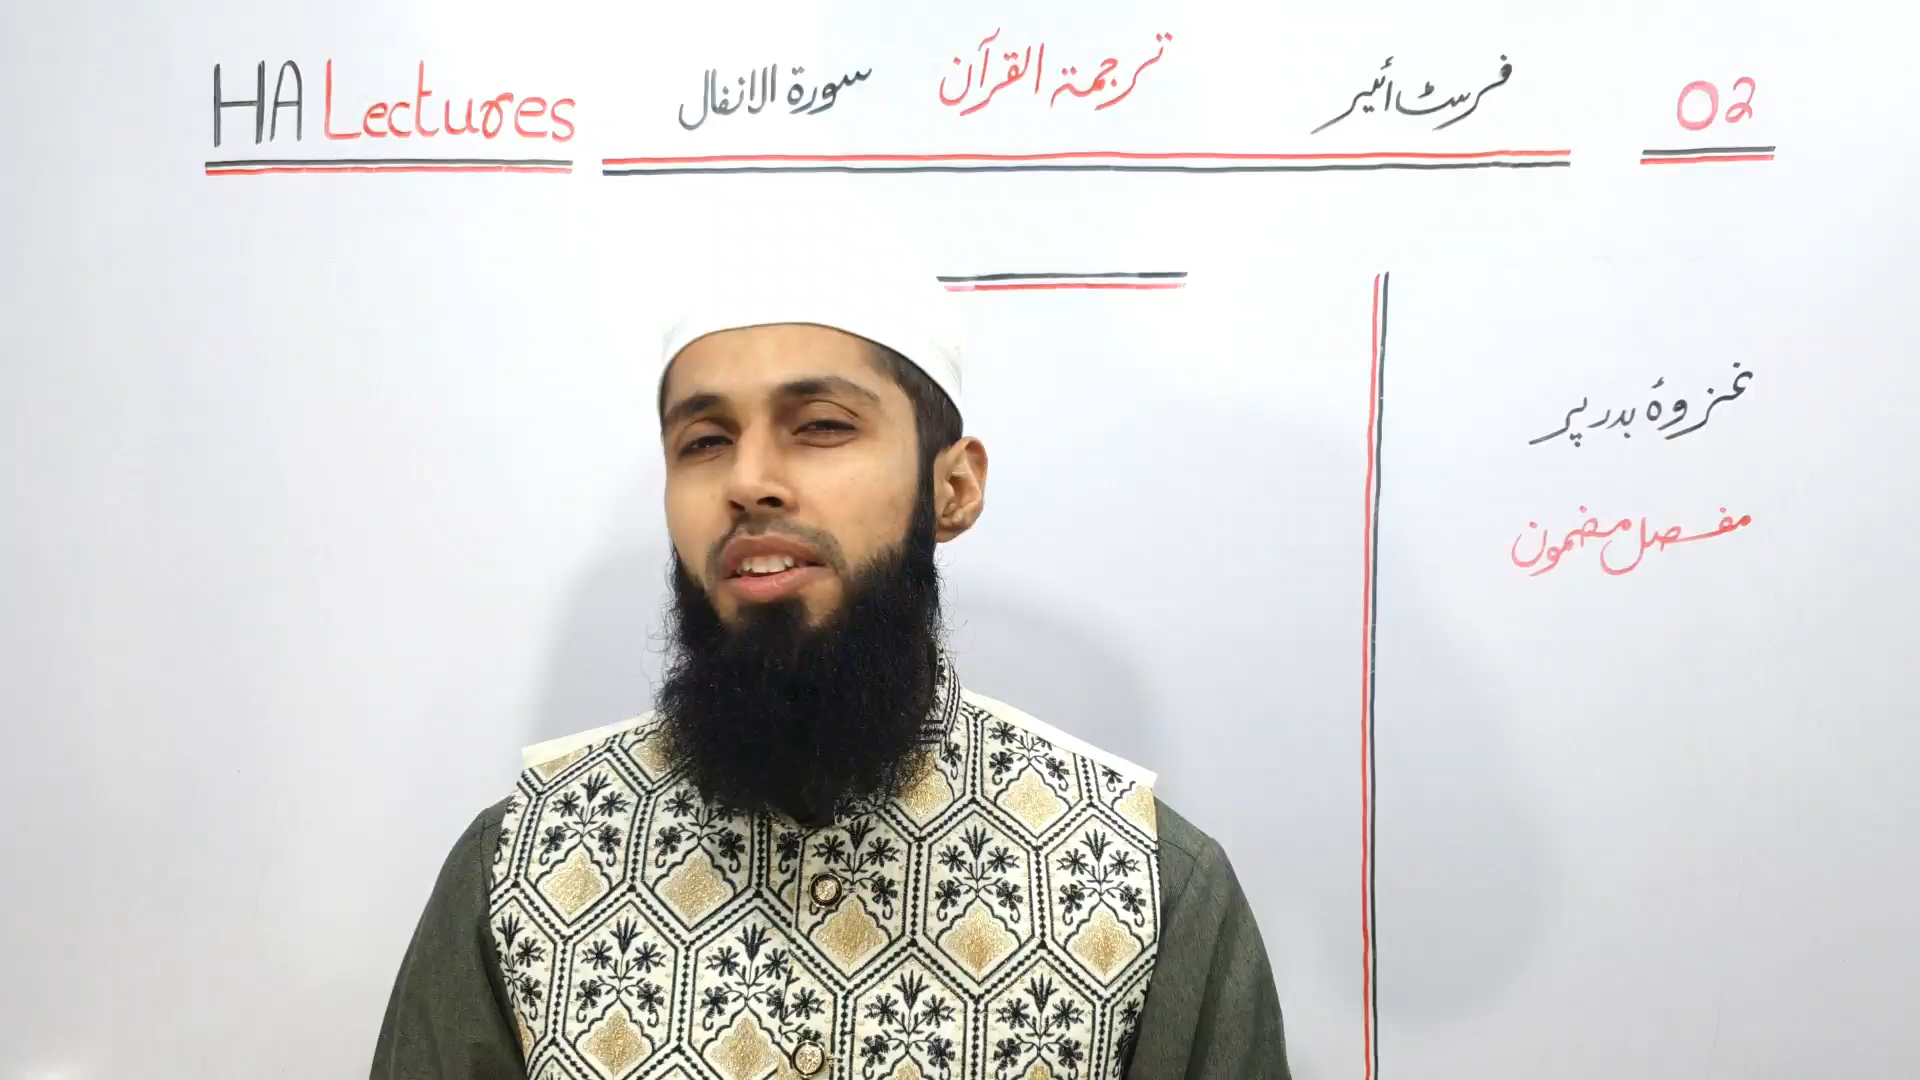 HA Lectures سورۃ الانفال ترجمۃ القرآن فرسٹ ائیر 02
غزوۂ بدر پر
مفصل مضمون